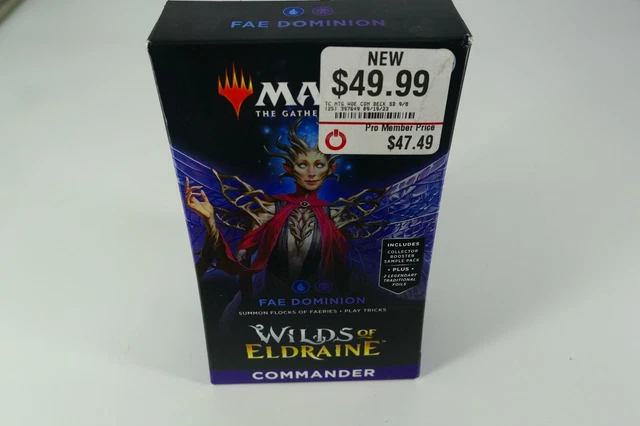 FAE DOMINION
NEW
$49.99
TC MTG WOE COM DECK SD 9/8
Pro Member Price
$47.49
MA
THE GATHE
INCLUDES
COLLECTOR
BOOSTER
SAMPLE PACK
• PLUS •
2 LEGENDARY
TRADITIONAL
FOILS
FAE DOMINION
SUMMON FLOCKS OF FAERIES • PLAY TRICKS
WILDS OF
ELDRAINE™
COMMANDER